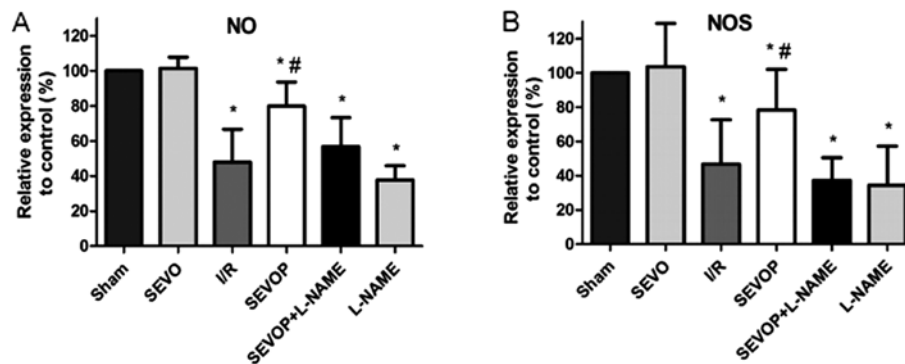 A
NO
Relative expression
to control (%)
120
100
80
60
40
20
0
*
* #
*
*
Sham
SEVO
I/R
SEVOP
SEVOP+L-NAME
L-NAME
B
NOS
Relative expression
to control (%)
120
100
80
60
40
20
0
*
* #
*
*
Sham
SEVO
I/R
SEVOP
SEVOP+L-NAME
L-NAME